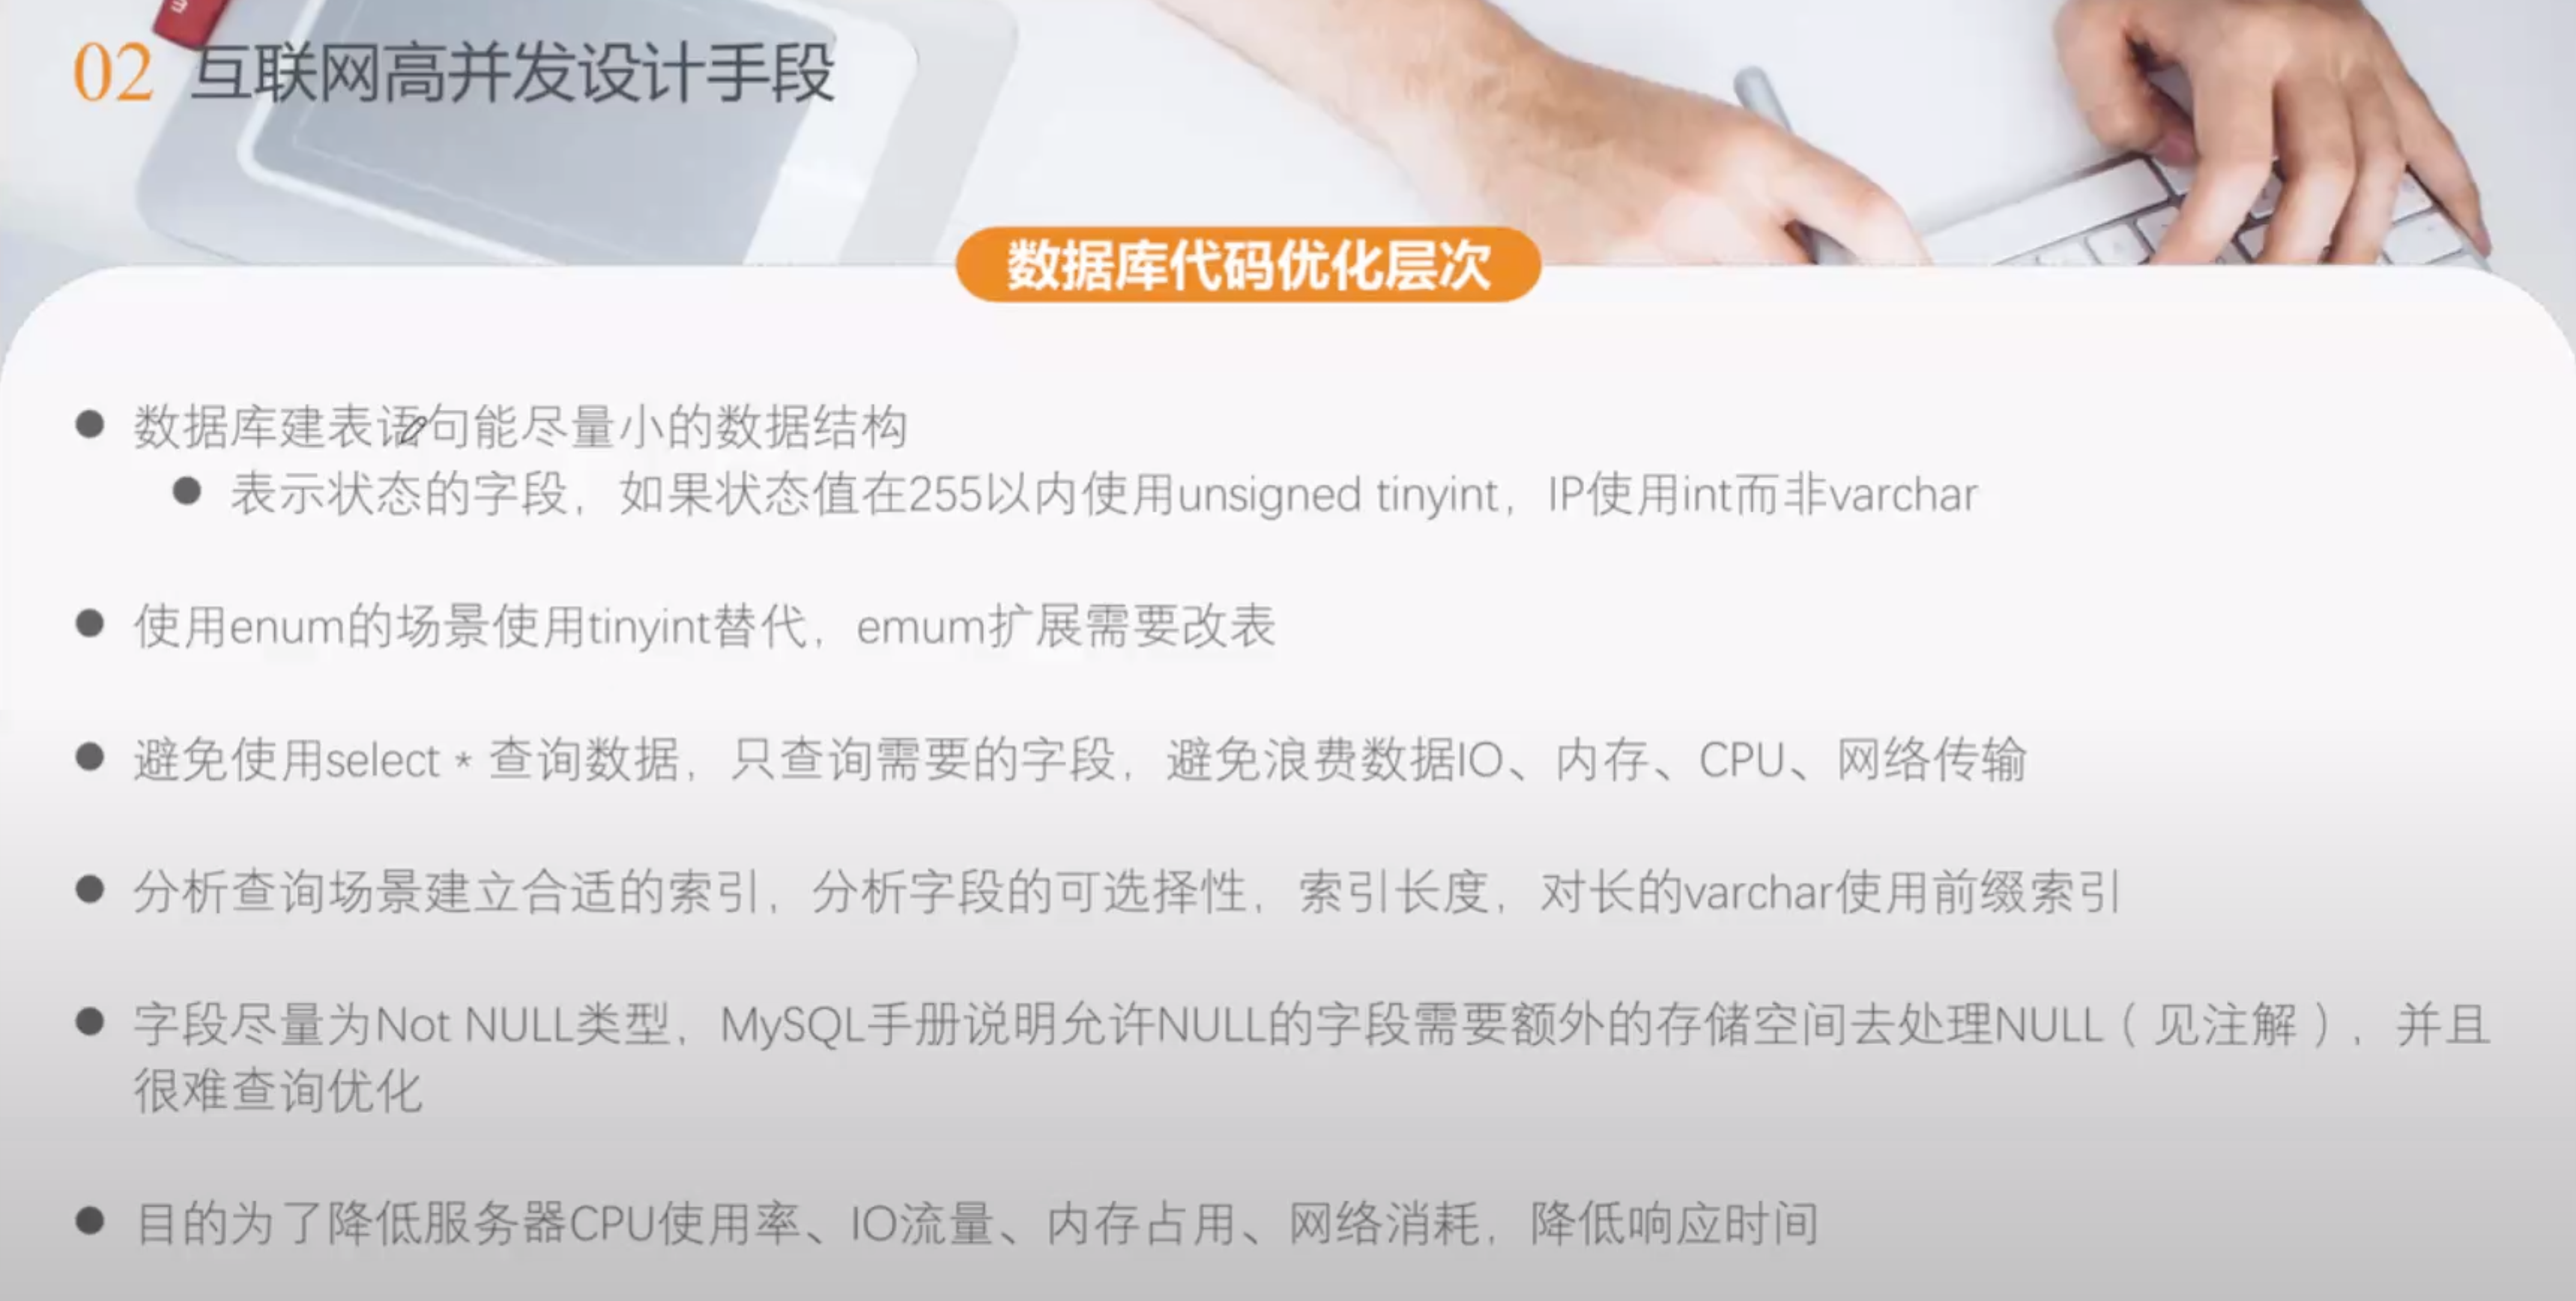 02 互联网高并发设计手段
数据库代码优化层次
数据库建表语句能尽量小的数据结构
表示状态的字段，如果状态值在255以内使用unsigned tinyint，IP使用int而非varchar
使用enum的场景使用tinyint替代，emum扩展需要改表
避免使用select * 查询数据，只查询需要的字段，避免浪费数据IO、内存、CPU、网络传输
分析查询场景建立合适的索引，分析字段的可选择性，索引长度，对长的varchar使用前缀索引
字段尽量为Not NULL类型，MySQL手册说明允许NULL的字段需要额外的存储空间去处理NULL（见注解），并且
很难查询优化
目的为了降低服务器CPU使用率、IO流量、内存占用、网络消耗，降低响应时间